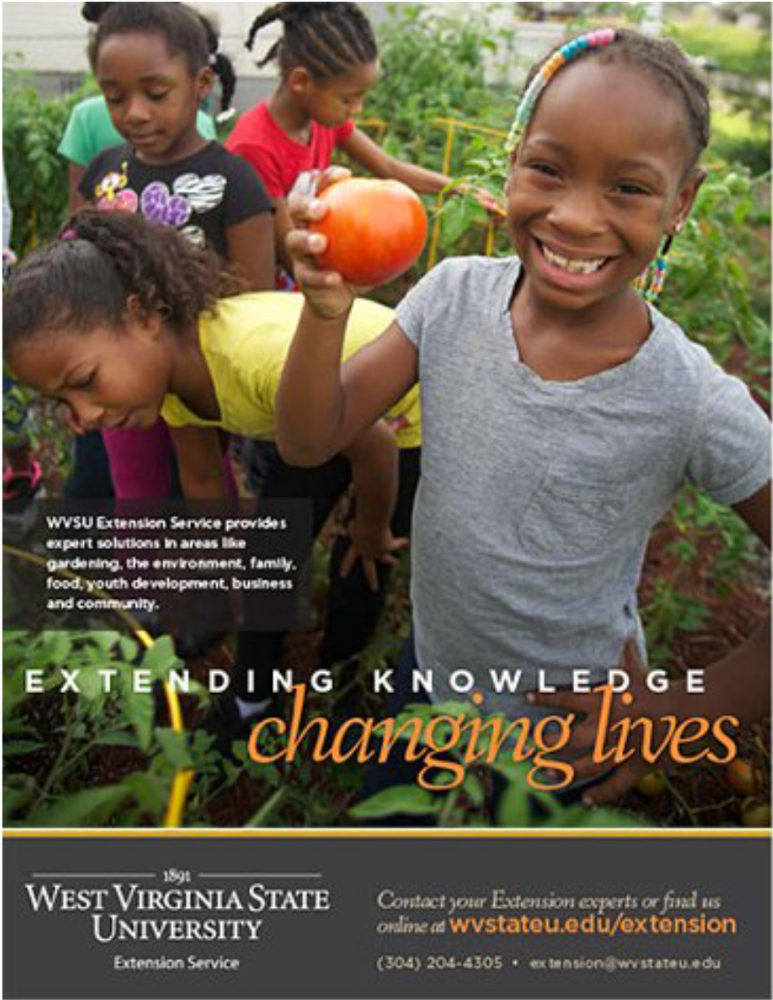 WVSU Extension Service provides
expert solutions in areas like
gardening, the environment, family,
food, youth development, business
and community.
EXTENDING KNOWLEDGE
changing lives
1891
WEST VIRGINIA STATE
UNIVERSITY
Extension Service
Contact your Extension experts or find us
online at wvstateu.edu/extension
(304) 204-4305 • extension@wvstateu.edu